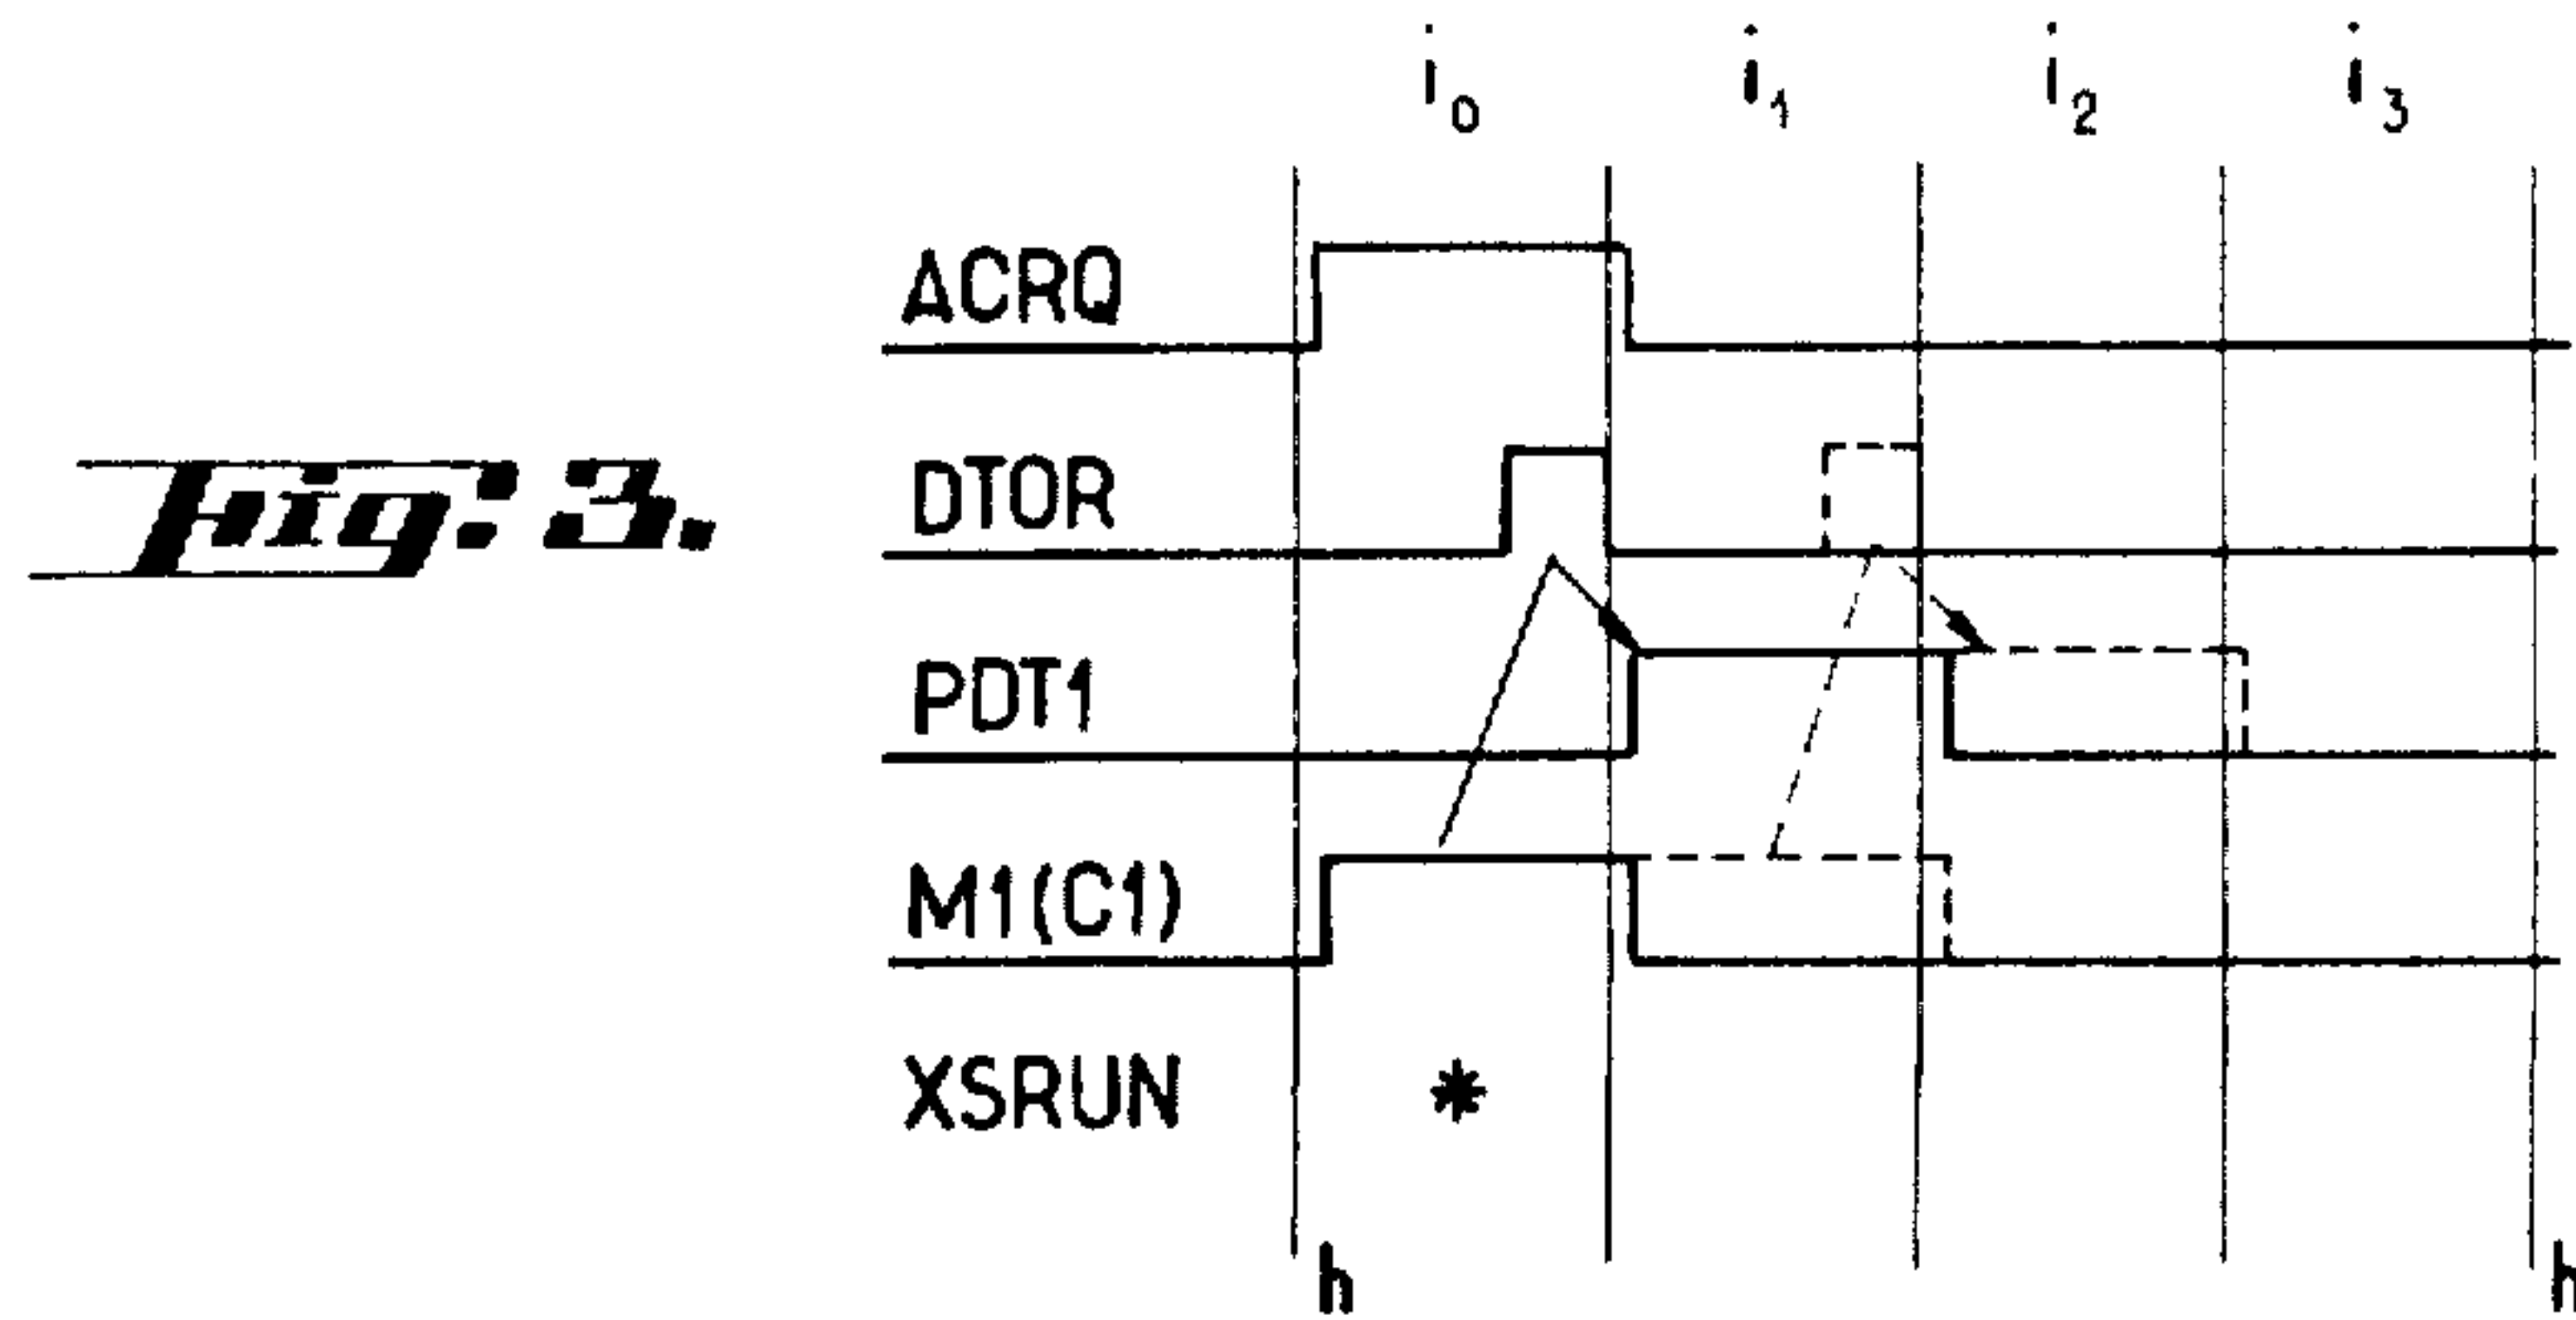 i₀ i₁ i₂ i₃
ACRQ
DTOR
Fig. 3.
PDT1
M1(C1)
XSRUN *
h h